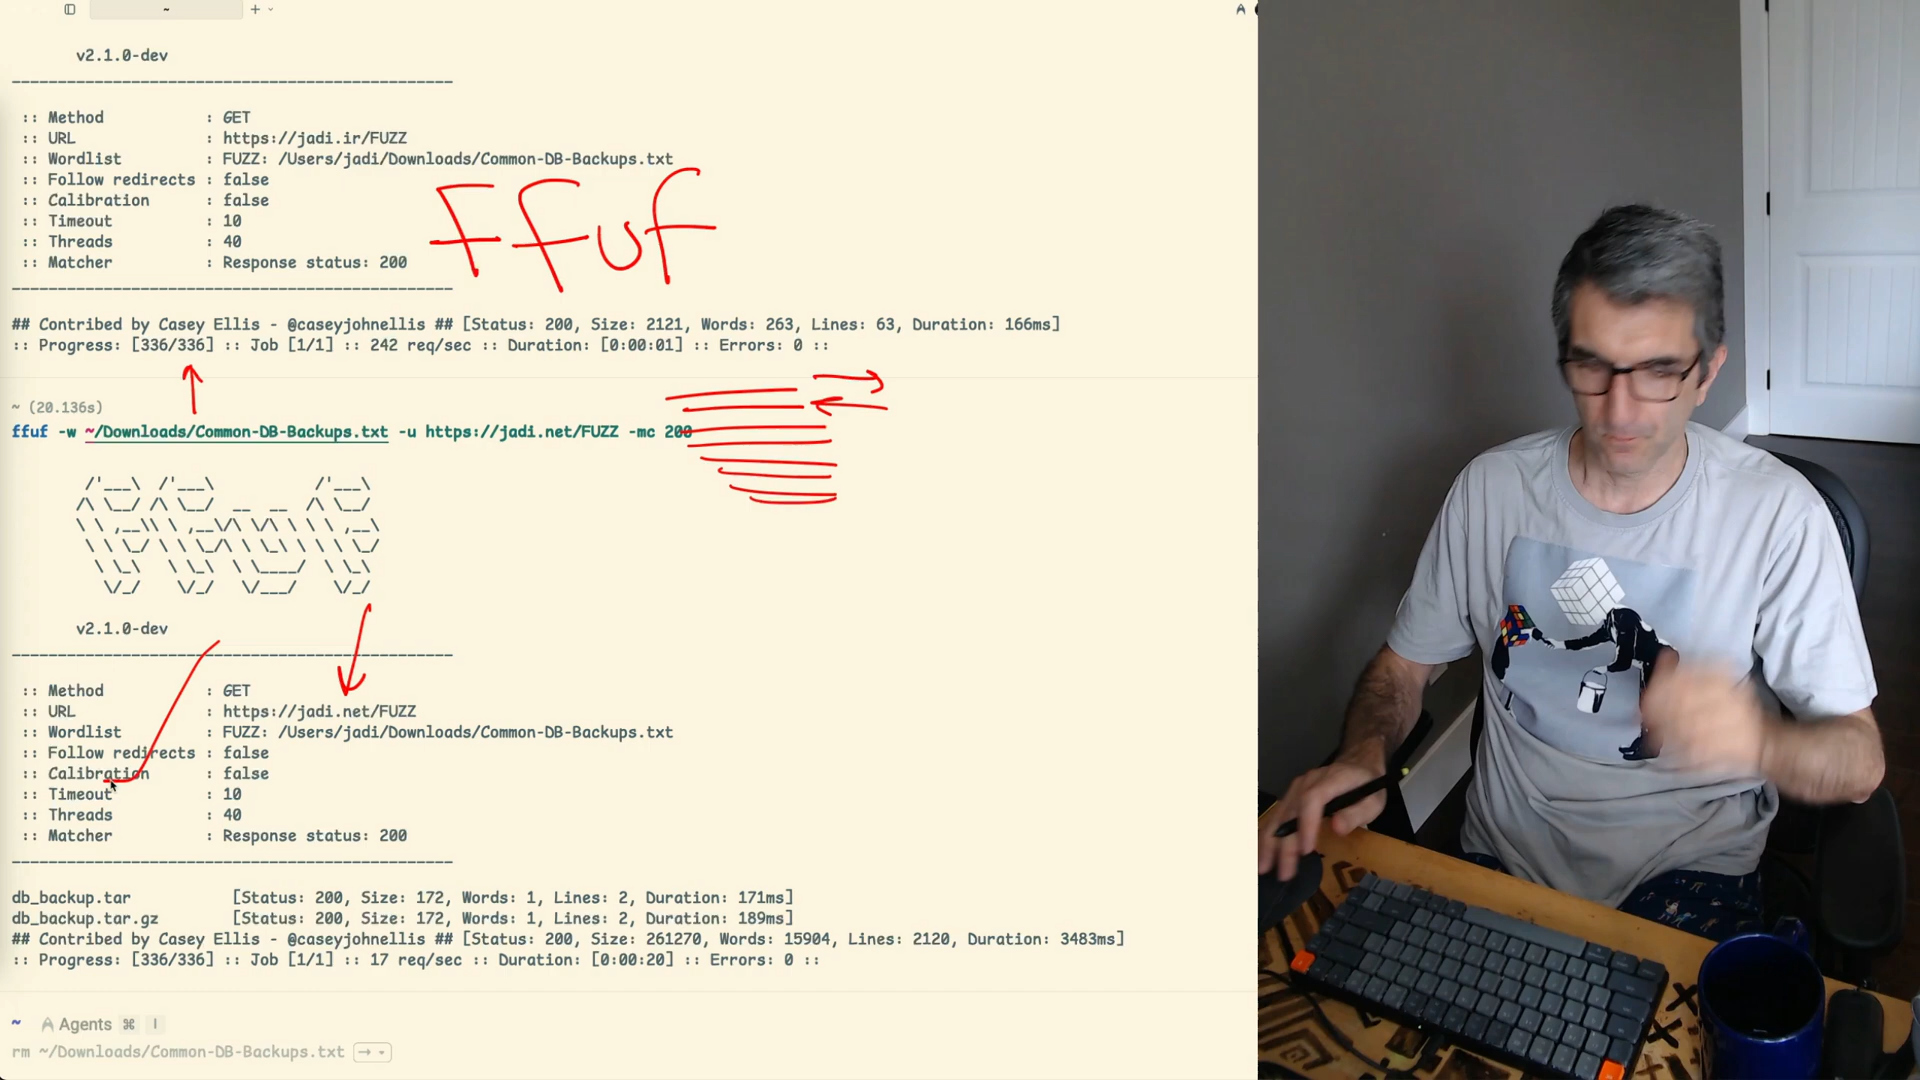 ~
v2.1.0-dev
________________________________________________
:: Method : GET
:: URL : https://jadi.ir/FUZZ
:: Wordlist : FUZZ: /Users/jadi/Downloads/Common-DB-Backups.txt
:: Follow redirects : false
:: Calibration : false
:: Timeout : 10
:: Threads : 40
:: Matcher : Response status: 200
________________________________________________
Ffuf
## Contribed by Casey Ellis - @caseyjohnellis ## [Status: 200, Size: 2121, Words: 263, Lines: 63, Duration: 166ms]
:: Progress: [336/336] :: Job [1/1] :: 242 req/sec :: Duration: [0:00:01] :: Errors: 0 ::
~ (20.136s)
ffuf -w ~/Downloads/Common-DB-Backups.txt -u https://jadi.net/FUZZ -mc 200
v2.1.0-dev
________________________________________________
:: Method : GET
:: URL : https://jadi.net/FUZZ
:: Wordlist : FUZZ: /Users/jadi/Downloads/Common-DB-Backups.txt
:: Follow redirects : false
:: Calibration : false
:: Timeout : 10
:: Threads : 40
:: Matcher : Response status: 200
________________________________________________
db_backup.tar [Status: 200, Size: 172, Words: 1, Lines: 2, Duration: 171ms]
db_backup.tar.gz [Status: 200, Size: 172, Words: 1, Lines: 2, Duration: 189ms]
## Contribed by Casey Ellis - @caseyjohnellis ## [Status: 200, Size: 261270, Words: 15904, Lines: 2120, Duration: 3483ms]
:: Progress: [336/336] :: Job [1/1] :: 17 req/sec :: Duration: [0:00:20] :: Errors: 0 ::
~ Agents ⌘ I
rm ~/Downloads/Common-DB-Backups.txt